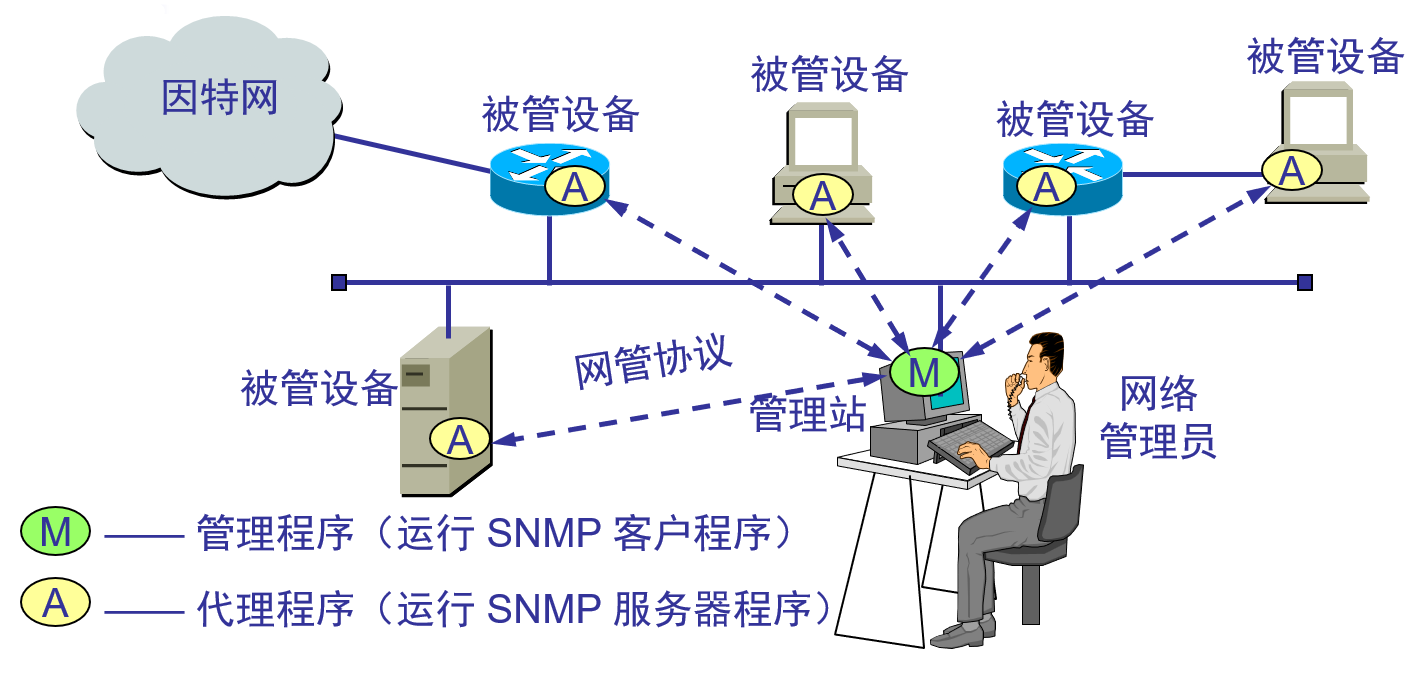 因特网
被管设备
被管设备
被管设备
被管设备
A
A
A
A
被管设备
网管协议
M
管理站
A
网络
管理员
M 管理程序（运行 SNMP 客户程序）
A 代理程序（运行 SNMP 服务器程序）